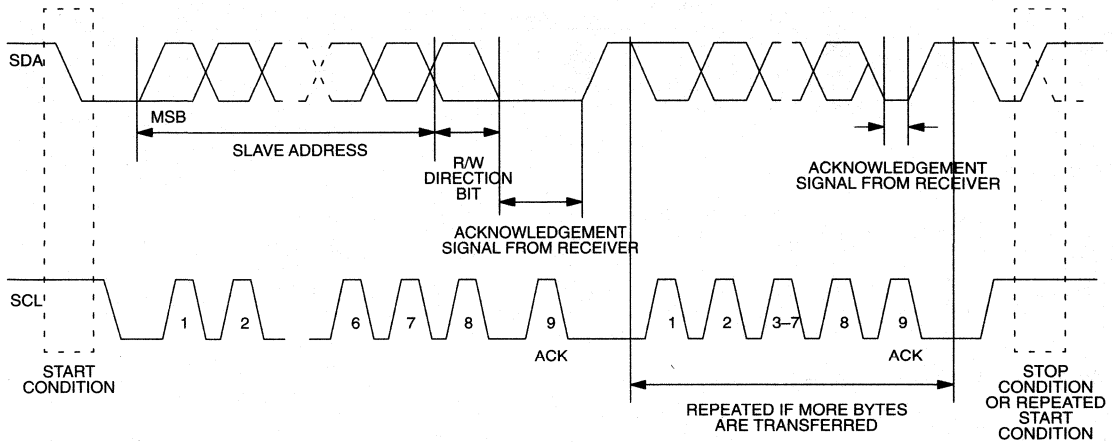 SDA
MSB
SLAVE ADDRESS
R/W
DIRECTION
BIT
ACKNOWLEDGEMENT
SIGNAL FROM RECEIVER
ACKNOWLEDGEMENT
SIGNAL FROM RECEIVER
SCL
1 2 6 7 8 9 1 2 3–7 8 9
ACK
ACK
START
CONDITION
REPEATED IF MORE BYTES
ARE TRANSFERRED
STOP
CONDITION
OR REPEATED
START
CONDITION